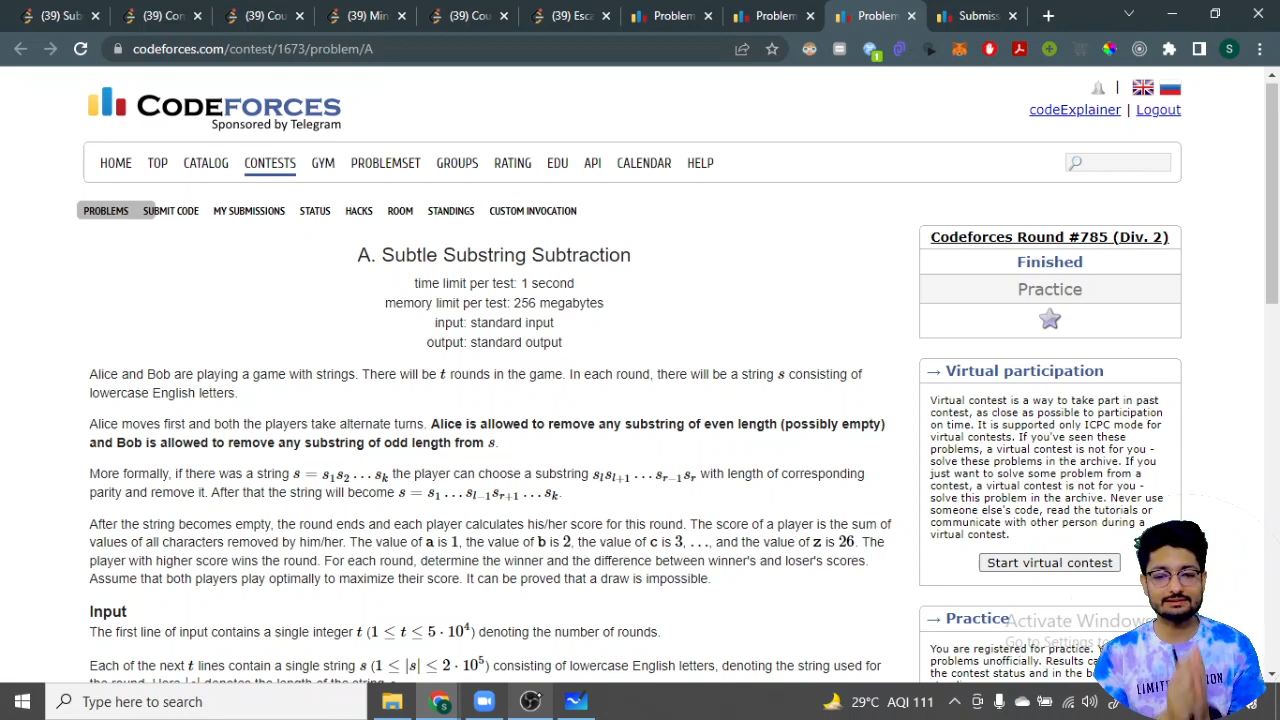 (39) Sub
(39) Con
(39) Cou
(39) Min
(39) Cou
(39) Esca
Problem
Problem
Problem
Submiss
codeforces.com/contest/1673/problem/A
S
1
CODEFORCES
Sponsored by Telegram
|
codeExplainer | Logout
HOME TOP CATALOG CONTESTS GYM PROBLEMSET GROUPS RATING EDU API CALENDAR HELP
PROBLEMS SUBMIT CODE MY SUBMISSIONS STATUS HACKS ROOM STANDINGS CUSTOM INVOCATION
A. Subtle Substring Subtraction
time limit per test: 1 second
memory limit per test: 256 megabytes
input: standard input
output: standard output
Alice and Bob are playing a game with strings. There will be t rounds in the game. In each round, there will be a string s consisting of
lowercase English letters.
Alice moves first and both the players take alternate turns. Alice is allowed to remove any substring of even length (possibly empty)
and Bob is allowed to remove any substring of odd length from s.
More formally, if there was a string s = s₁s₂ … sₖ the player can choose a substring sₗsₗ₊₁ … sᵣ₋₁sᵣ with length of corresponding
parity and remove it. After that the string will become s = s₁ … sₗ₋₁sᵣ₊₁ … sₖ.
After the string becomes empty, the round ends and each player calculates his/her score for this round. The score of a player is the sum of
values of all characters removed by him/her. The value of a is 1, the value of b is 2, the value of c is 3, …, and the value of z is 26. The
player with higher score wins the round. For each round, determine the winner and the difference between winner's and loser's scores.
Assume that both players play optimally to maximize their score. It can be proved that a draw is impossible.
Input
The first line of input contains a single integer t (1 ≤ t ≤ 5 · 10⁴) denoting the number of rounds.
Each of the next t lines contain a single string s (1 ≤ |s| ≤ 2 · 10⁵) consisting of lowercase English letters, denoting the string used for
Codeforces Round #785 (Div. 2)
Finished
Practice
→ Virtual participation
Virtual contest is a way to take part in past
contest, as close as possible to participation
on time. It is supported only ICPC mode for
virtual contests. If you've seen these
problems, a virtual contest is not for you -
solve these problems in the archive. If you
just want to solve some problem from a
contest, a virtual contest is not for you -
solve this problem in the archive. Never use
someone else's code, read the tutorials or
communicate with other person during a
virtual contest.
Start virtual contest
→ Practice
Activate Windows
Go to Settings to
You are registered for practice. Y
problems unofficially. Results ca
the contest status and in the bo
LIMITATION
Type here to search
29°C AQI 111